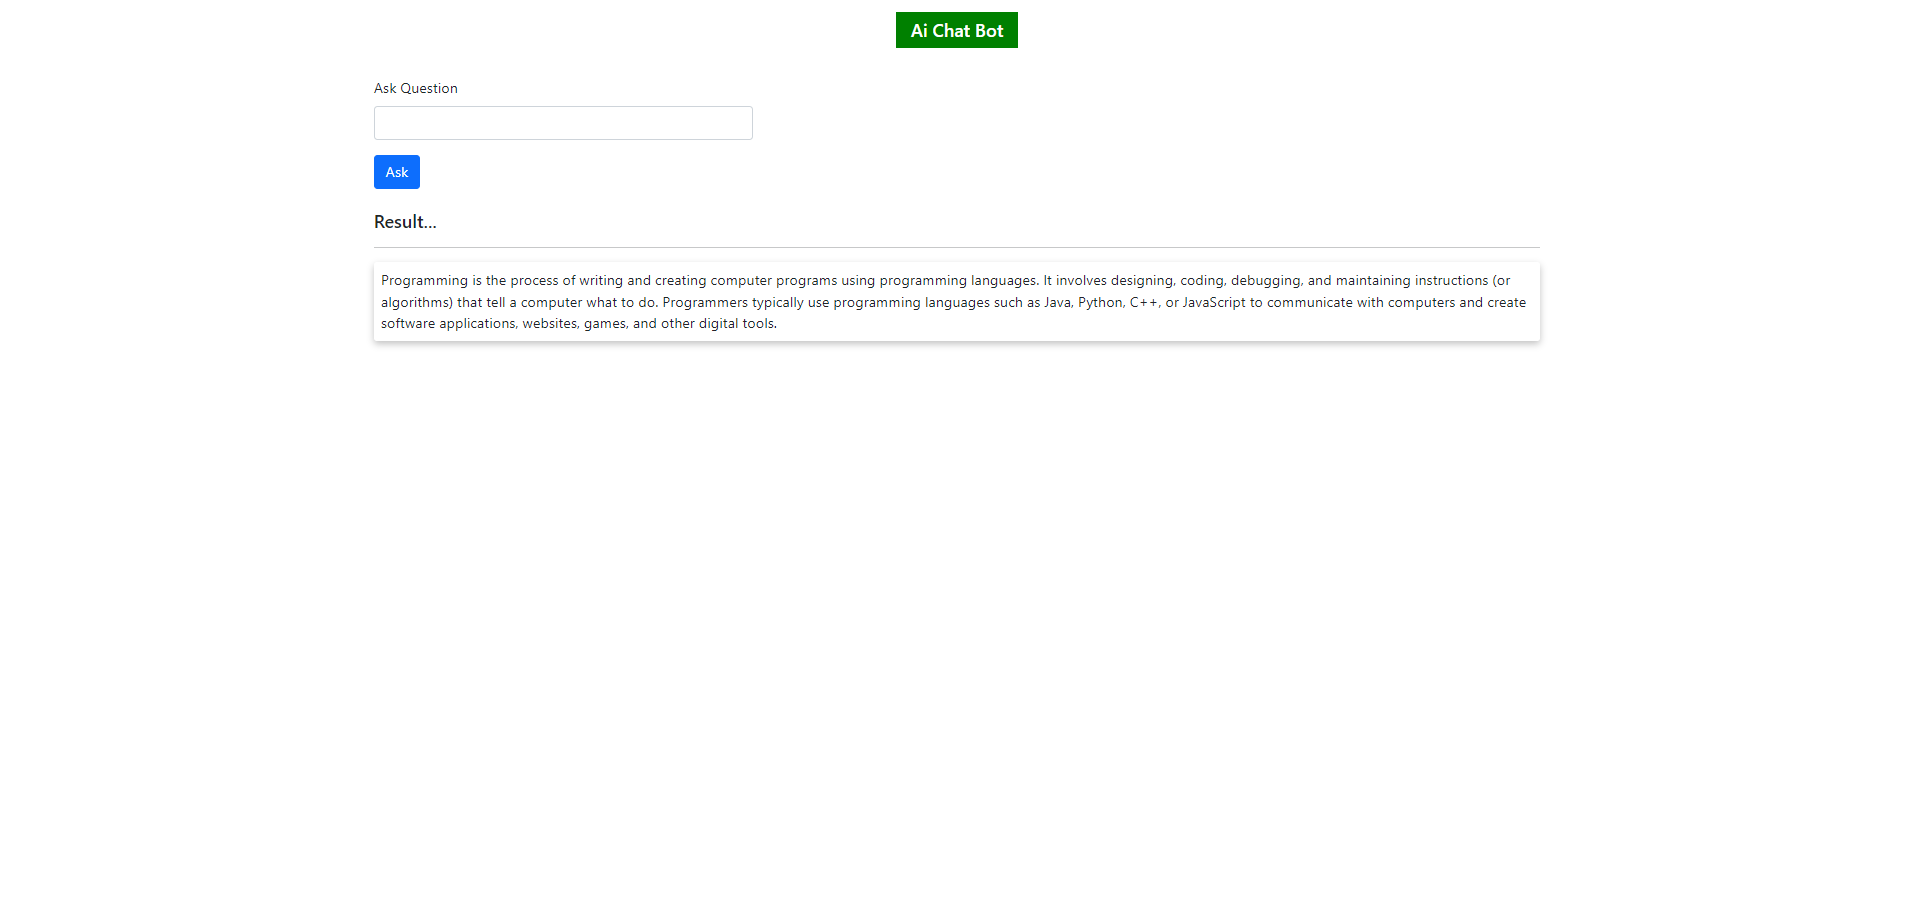 Ai Chat Bot
Ask Question
Ask
Result...
Programming is the process of writing and creating computer programs using programming languages. It involves designing, coding, debugging, and maintaining instructions (or
algorithms) that tell a computer what to do. Programmers typically use programming languages such as Java, Python, C++, or JavaScript to communicate with computers and create
software applications, websites, games, and other digital tools.